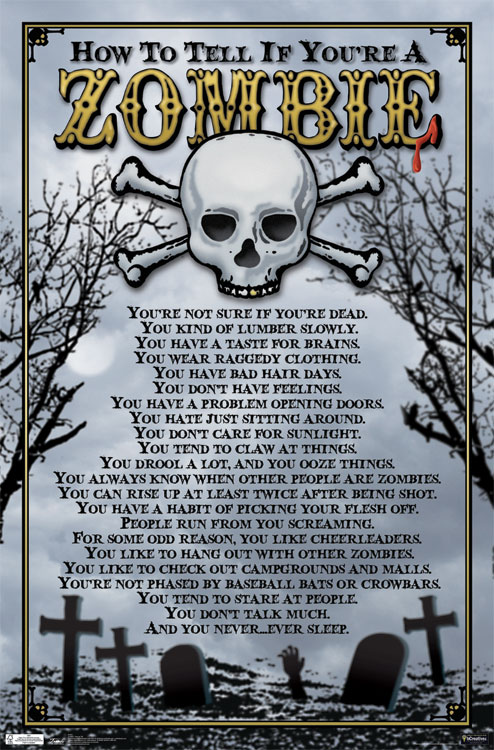 How To Tell If You're A
ZOMBIE
You're not sure if you're dead.
You kind of lumber slowly.
You have a taste for brains.
You wear raggedy clothing.
You have bad hair days.
You don't have feelings.
You have a problem opening doors.
You hate just sitting around.
You don't care for sunlight.
You tend to claw at things.
You drool a lot, and you ooze things.
You always know when other people are zombies.
You can rise up at least twice after being shot.
You have a habit of picking your flesh off.
People run from you screaming.
For some odd reason, you like cheerleaders.
You like to hang out with other zombies.
You like to check out campgrounds and malls.
You're not phased by baseball bats or crowbars.
You tend to stare at people.
You don't talk much.
And you never...ever sleep.